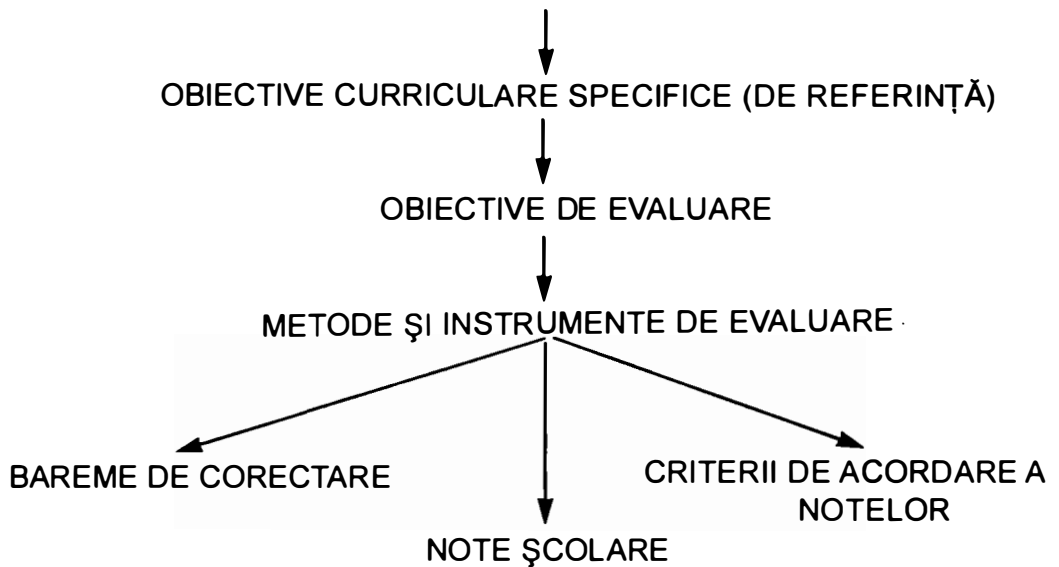 OBIECTIVE CURRICULARE SPECIFICE (DE REFERINŢĂ)
OBIECTIVE DE EVALUARE
METODE ŞI INSTRUMENTE DE EVALUARE
BAREME DE CORECTARE
CRITERII DE ACORDARE A
NOTELOR
NOTE ŞCOLARE